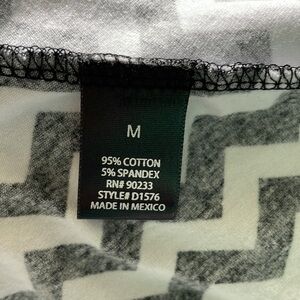 M
95% COTTON
5% SPANDEX
RN# 90233
STYLE# D1576
MADE IN MEXICO